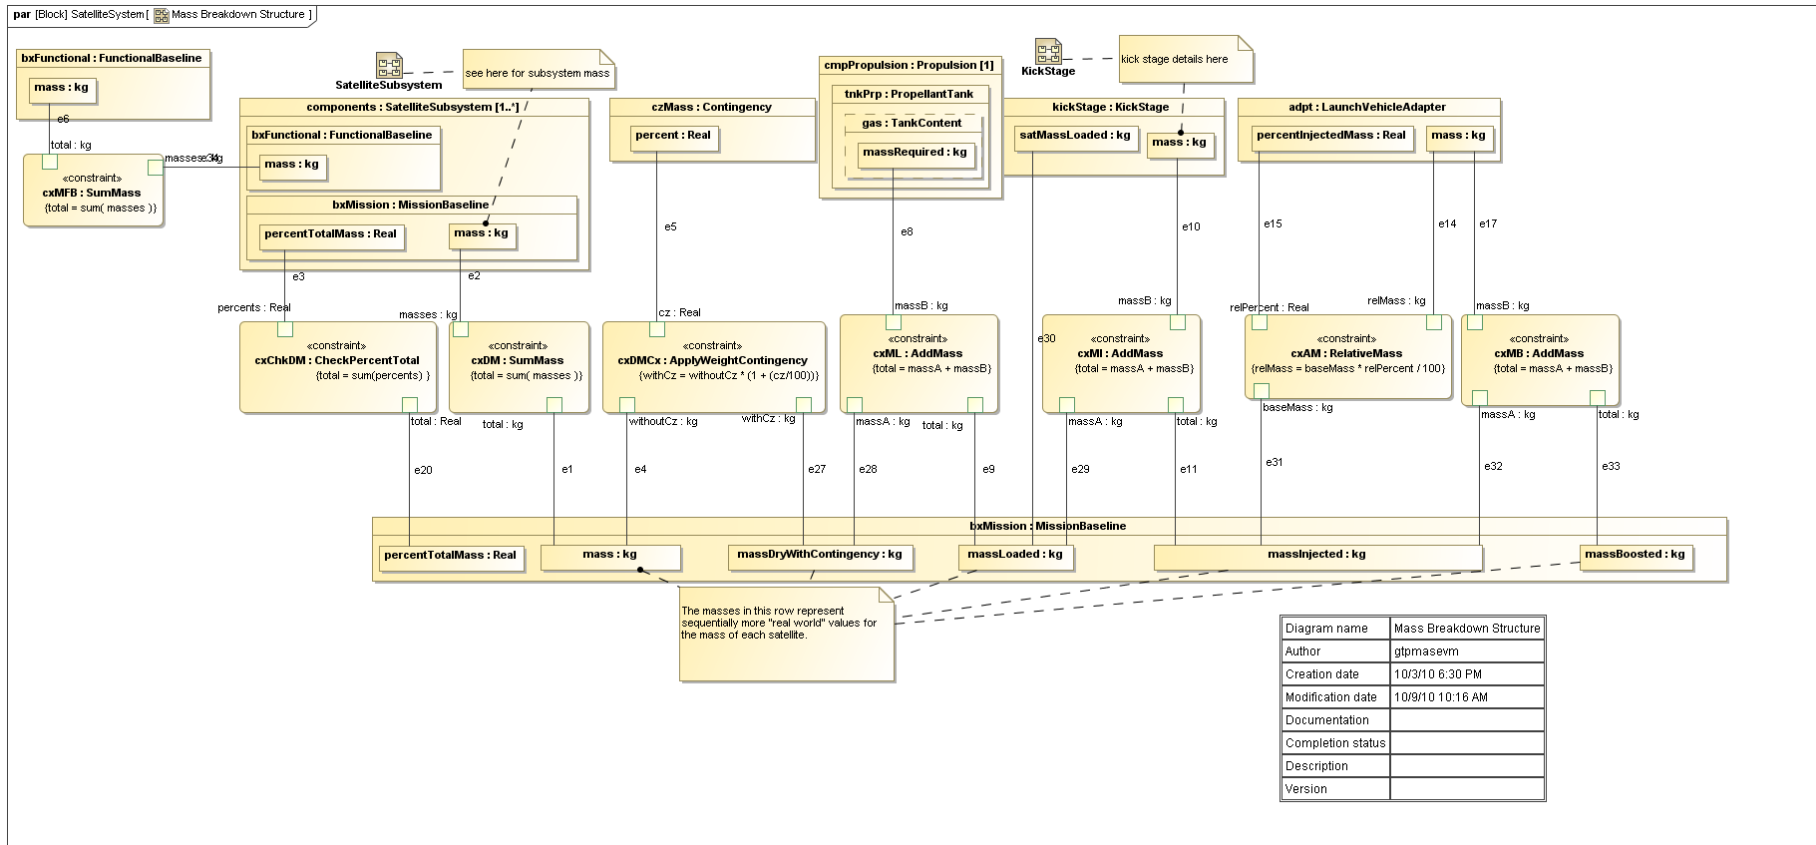 par [Block] SatelliteSystem [ Mass Breakdown Structure ]
bxFunctional : FunctionalBaseline
mass : kg
e6
total : kg
«constraint»
cxMFB : SumMass
{total = sum( masses )}
SatelliteSubsystem
see here for subsystem mass
components : SatelliteSubsystem [1..*]
bxFunctional : FunctionalBaseline
mass : kg
bxMission : MissionBaseline
percentTotalMass : Real
mass : kg
czMass : Contingency
percent : Real
cmpPropulsion : Propulsion [1]
tnkPrp : PropellantTank
gas : TankContent
massRequired : kg
KickStage
kick stage details here
kickStage : KickStage
satMassLoaded : kg
mass : kg
adpt : LaunchVehicleAdapter
percentInjectedMass : Real
mass : kg
e3
e2
e5
e8
e30
e10
e15
e14
e17
percents : Real
«constraint»
cxChkDM : CheckPercentTotal
{total = sum(percents) }
total : Real
masses : kg
«constraint»
cxDM : SumMass
{total = sum( masses )}
total : kg
cz : Real
«constraint»
cxDMCx : ApplyWeightContingency
{withCz = withoutCz * (1 + (cz/100))}
withoutCz : kg
withCz : kg
massB : kg
«constraint»
cxML : AddMass
{total = massA + massB}
massA : kg
total : kg
massB : kg
«constraint»
cxMI : AddMass
{total = massA + massB}
massA : kg
total : kg
relPercent : Real
relMass : kg
«constraint»
cxAM : RelativeMass
{relMass = baseMass * relPercent / 100}
baseMass : kg
massB : kg
«constraint»
cxMB : AddMass
{total = massA + massB}
massA : kg
total : kg
e20
e1
e4
e27
e28
e9
e29
e11
e31
e32
e33
bxMission : MissionBaseline
percentTotalMass : Real
mass : kg
massDryWithContingency : kg
massLoaded : kg
massInjected : kg
massBoosted : kg
The masses in this row represent
sequentially more "real world" values for
the mass of each satellite.
Diagram name Mass Breakdown Structure
Author gtpmasevm
Creation date 10/3/10 6:30 PM
Modification date 10/9/10 10:16 AM
Documentation
Completion status
Description
Version